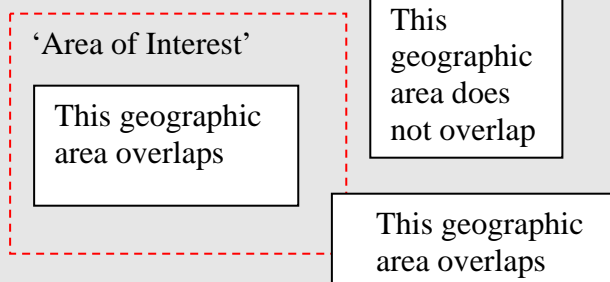 ‘Area of Interest’
This geographic
area overlaps
This
geographic
area does
not overlap
This geographic
area overlaps